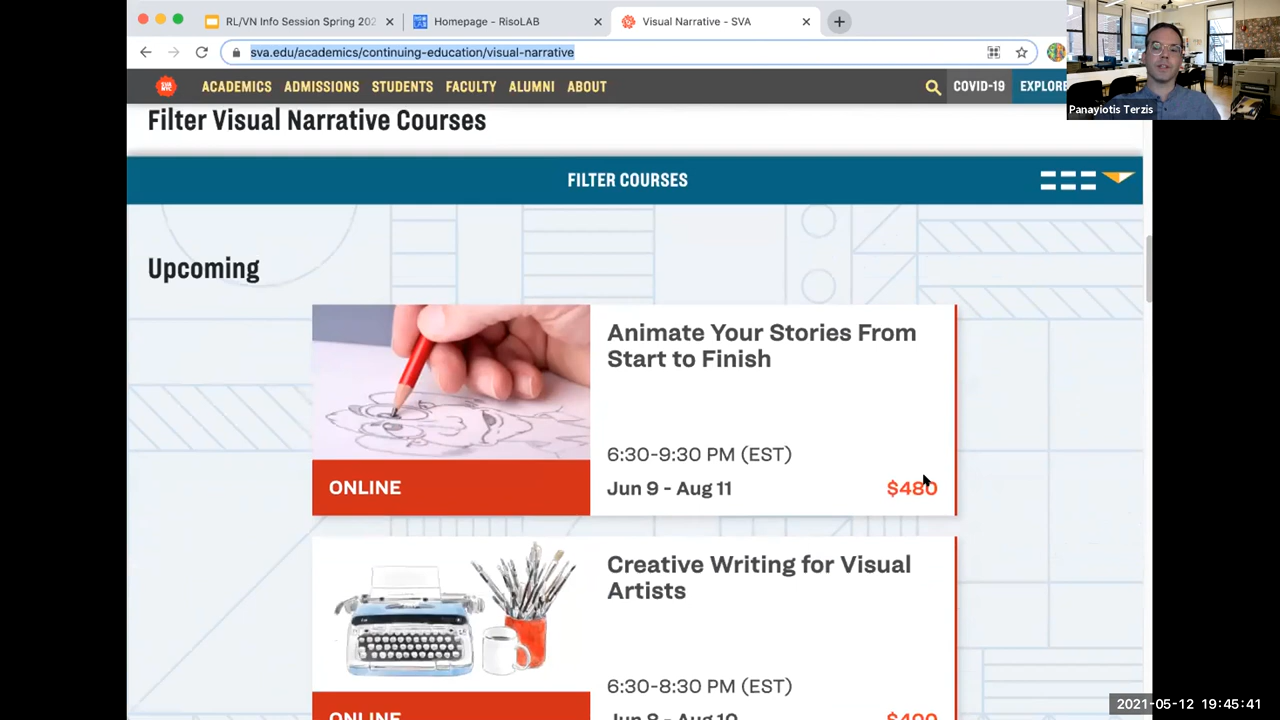 RL/VN Info Session Spring 202
Homepage - RisoLAB
Visual Narrative - SVA
sva.edu/academics/continuing-education/visual-narrative
SVA NYC
ACADEMICS ADMISSIONS STUDENTS FACULTY ALUMNI ABOUT
COVID-19 EXPLORE
Panayiotis Terzis
Filter Visual Narrative Courses
FILTER COURSES
Upcoming
Animate Your Stories From
Start to Finish
6:30-9:30 PM (EST)
ONLINE
Jun 9 - Aug 11
$480
Creative Writing for Visual
Artists
6:30-8:30 PM (EST)
ONLINE
2021-05-12 19:45:41